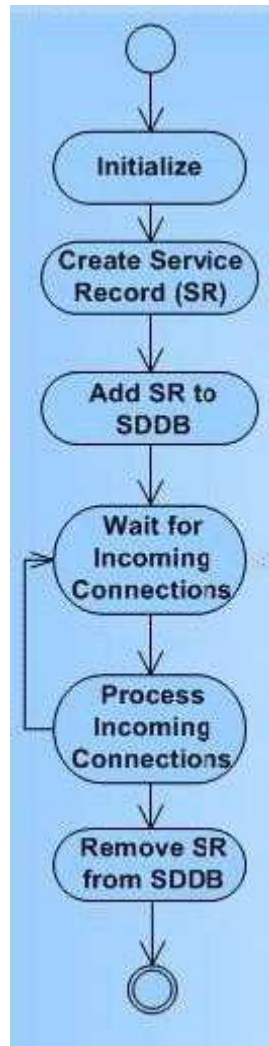 Initialize
Create Service
Record (SR)
Add SR to
SDDB
Wait for
Incoming
Connections
Process
Incoming
Connections
Remove SR
from SDDB